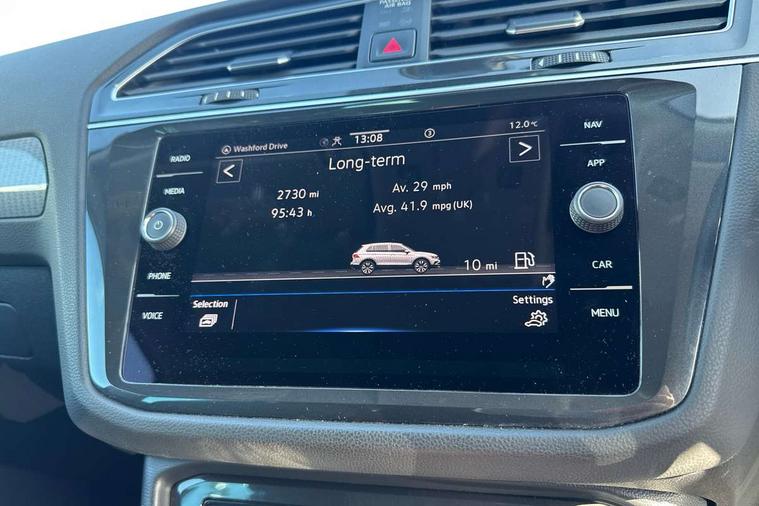 PASSENGER
AIR BAG
RADIO
MEDIA
PHONE
VOICE
Washford Drive
13:08
3
12.0°C
<
Long-term
>
2730 mi
Av. 29 mph
95:43 h
Avg. 41.9 mpg (UK)
10 mi
Selection
Settings
NAV
APP
CAR
MENU